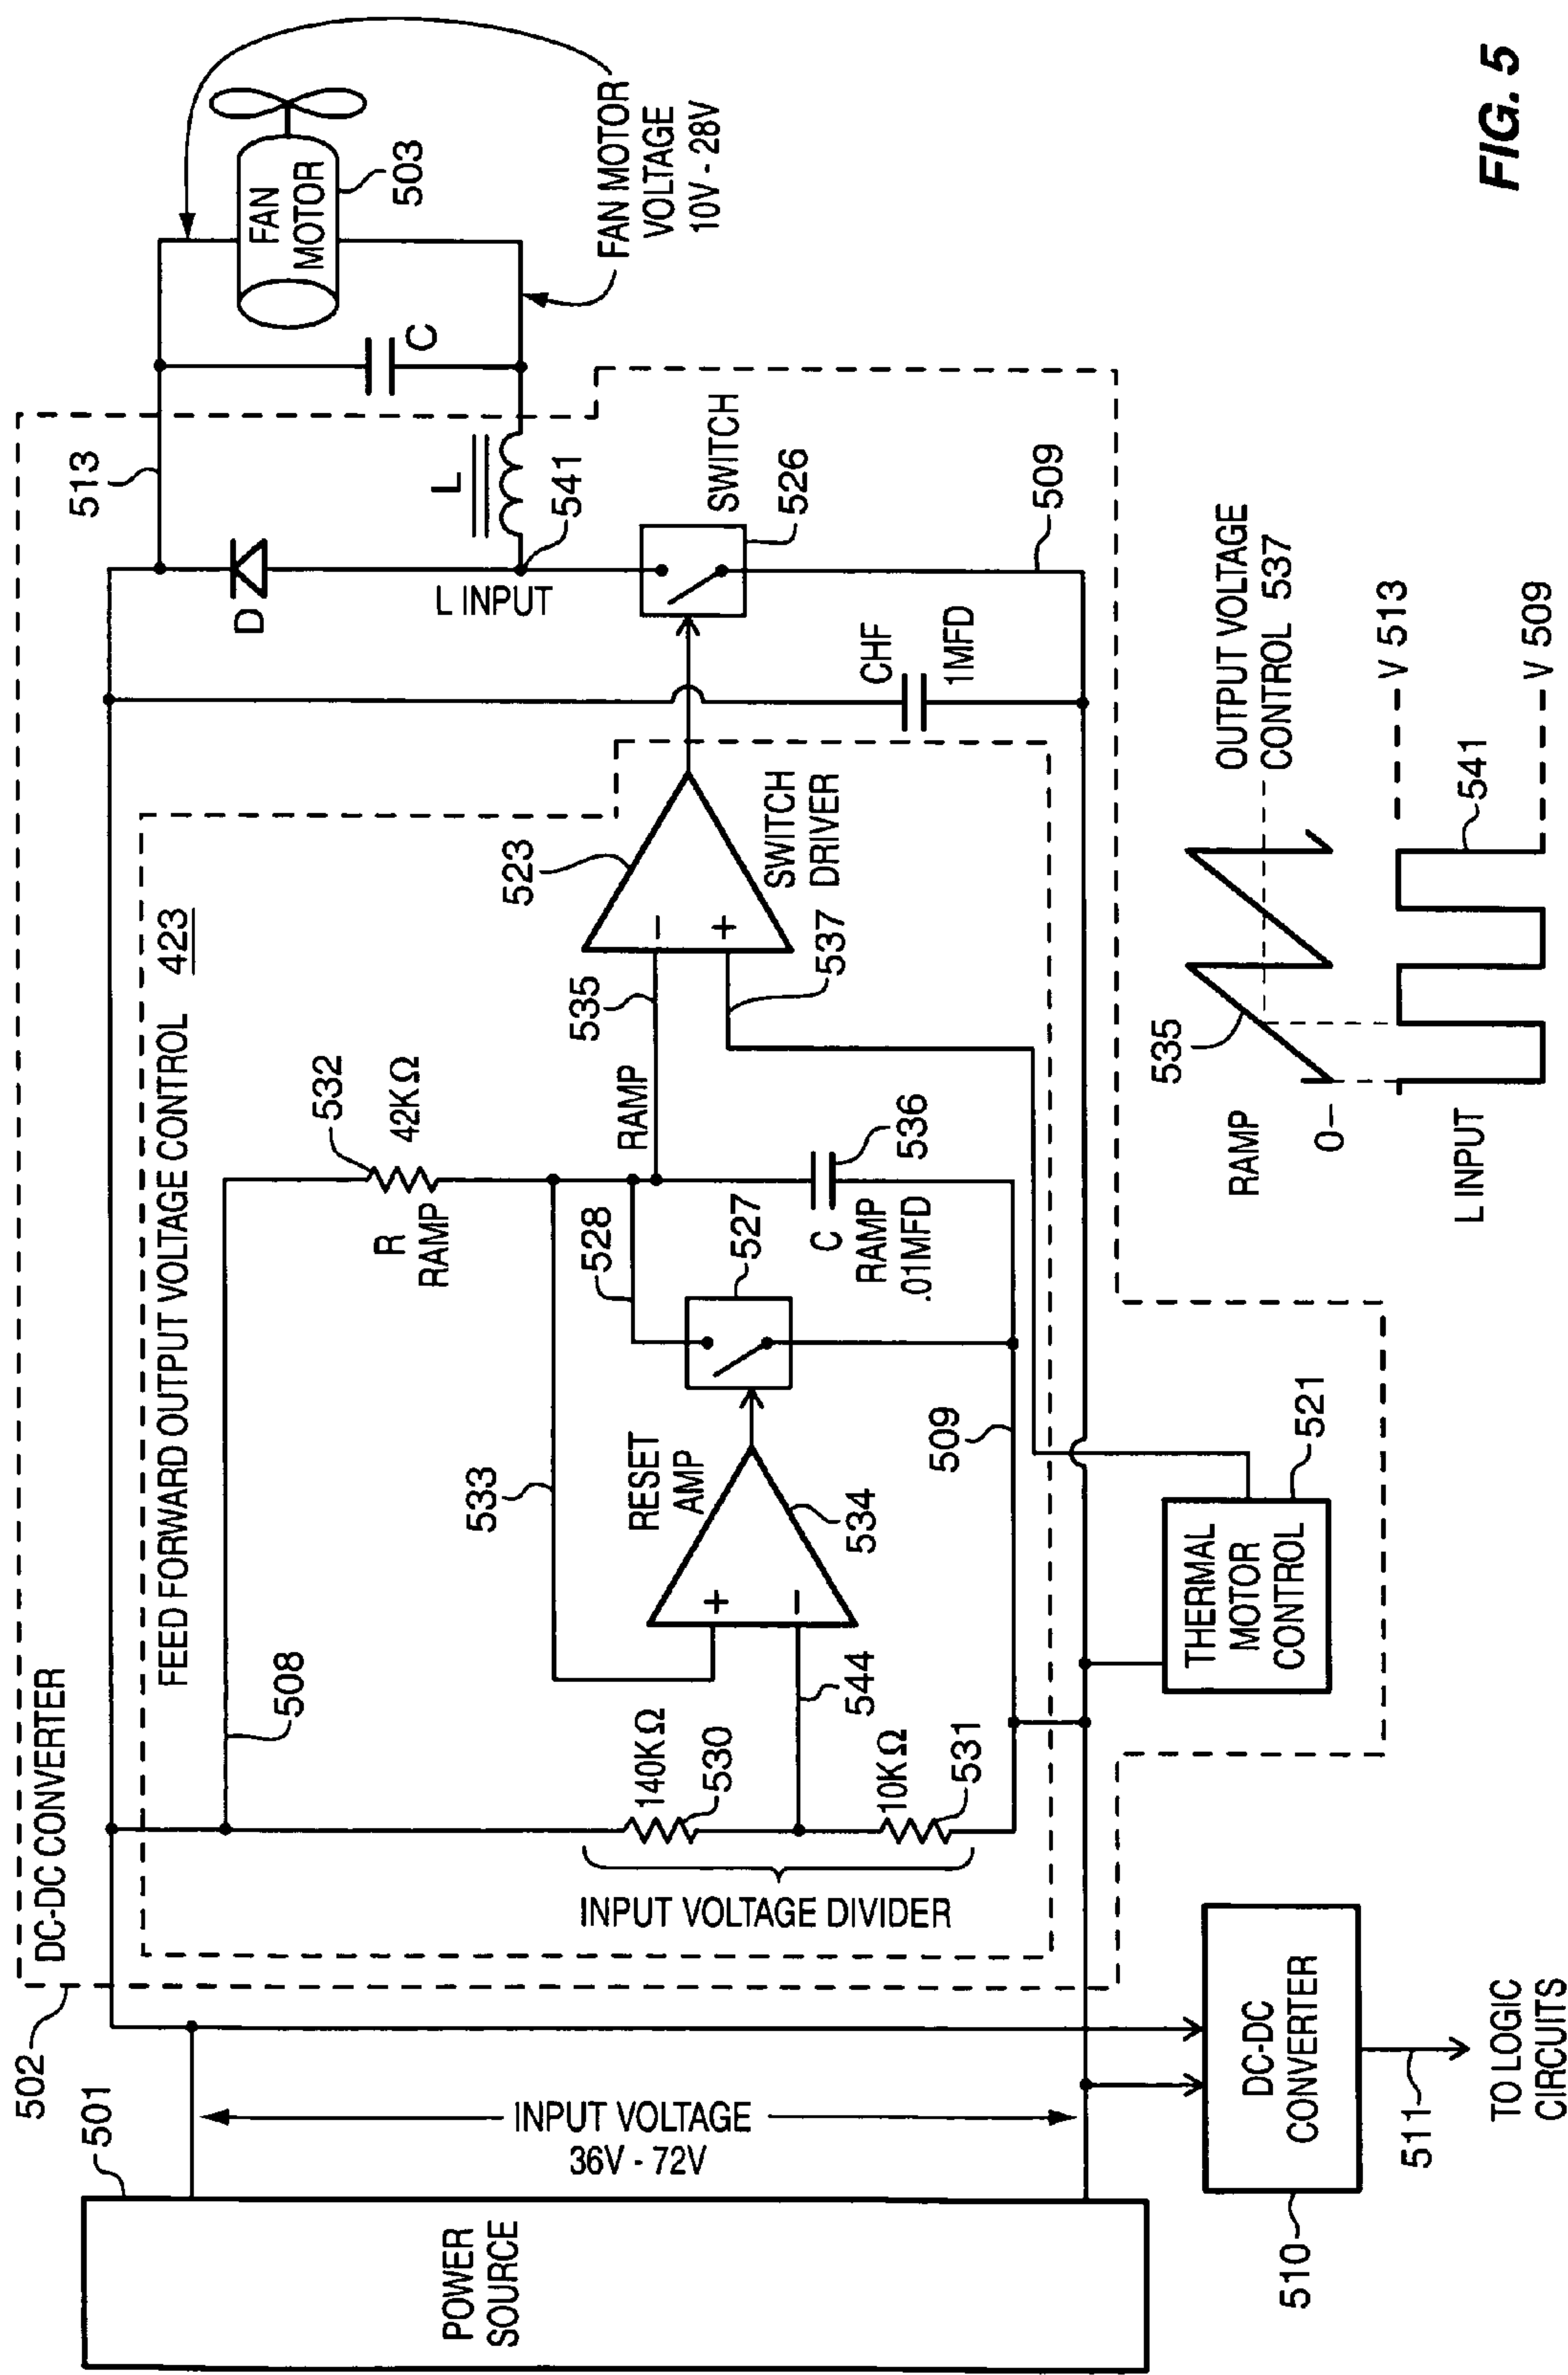 DC-DC CONVERTER
502
FEED FORWARD OUTPUT VOLTAGE CONTROL 423
501
POWER
SOURCE
INPUT VOLTAGE
36V - 72V
508
140KΩ
530
10KΩ
531
INPUT VOLTAGE DIVIDER
544
533
RESET
AMP
534
509
528
527
532
42KΩ
R
RAMP
RAMP
C
RAMP
.01MFD
536
535
537
523
SWITCH
DRIVER
CHF
1MFD
D
L INPUT
541
L
513
SWITCH
526
509
C
FAN
MOTOR
503
FAN MOTOR
VOLTAGE
10V - 28V
THERMAL
MOTOR
CONTROL
521
DC-DC
CONVERTER
510
511
TO LOGIC
CIRCUITS
RAMP
0
535
OUTPUT VOLTAGE
CONTROL 537
L INPUT
541
V 513
V 509
FIG. 5